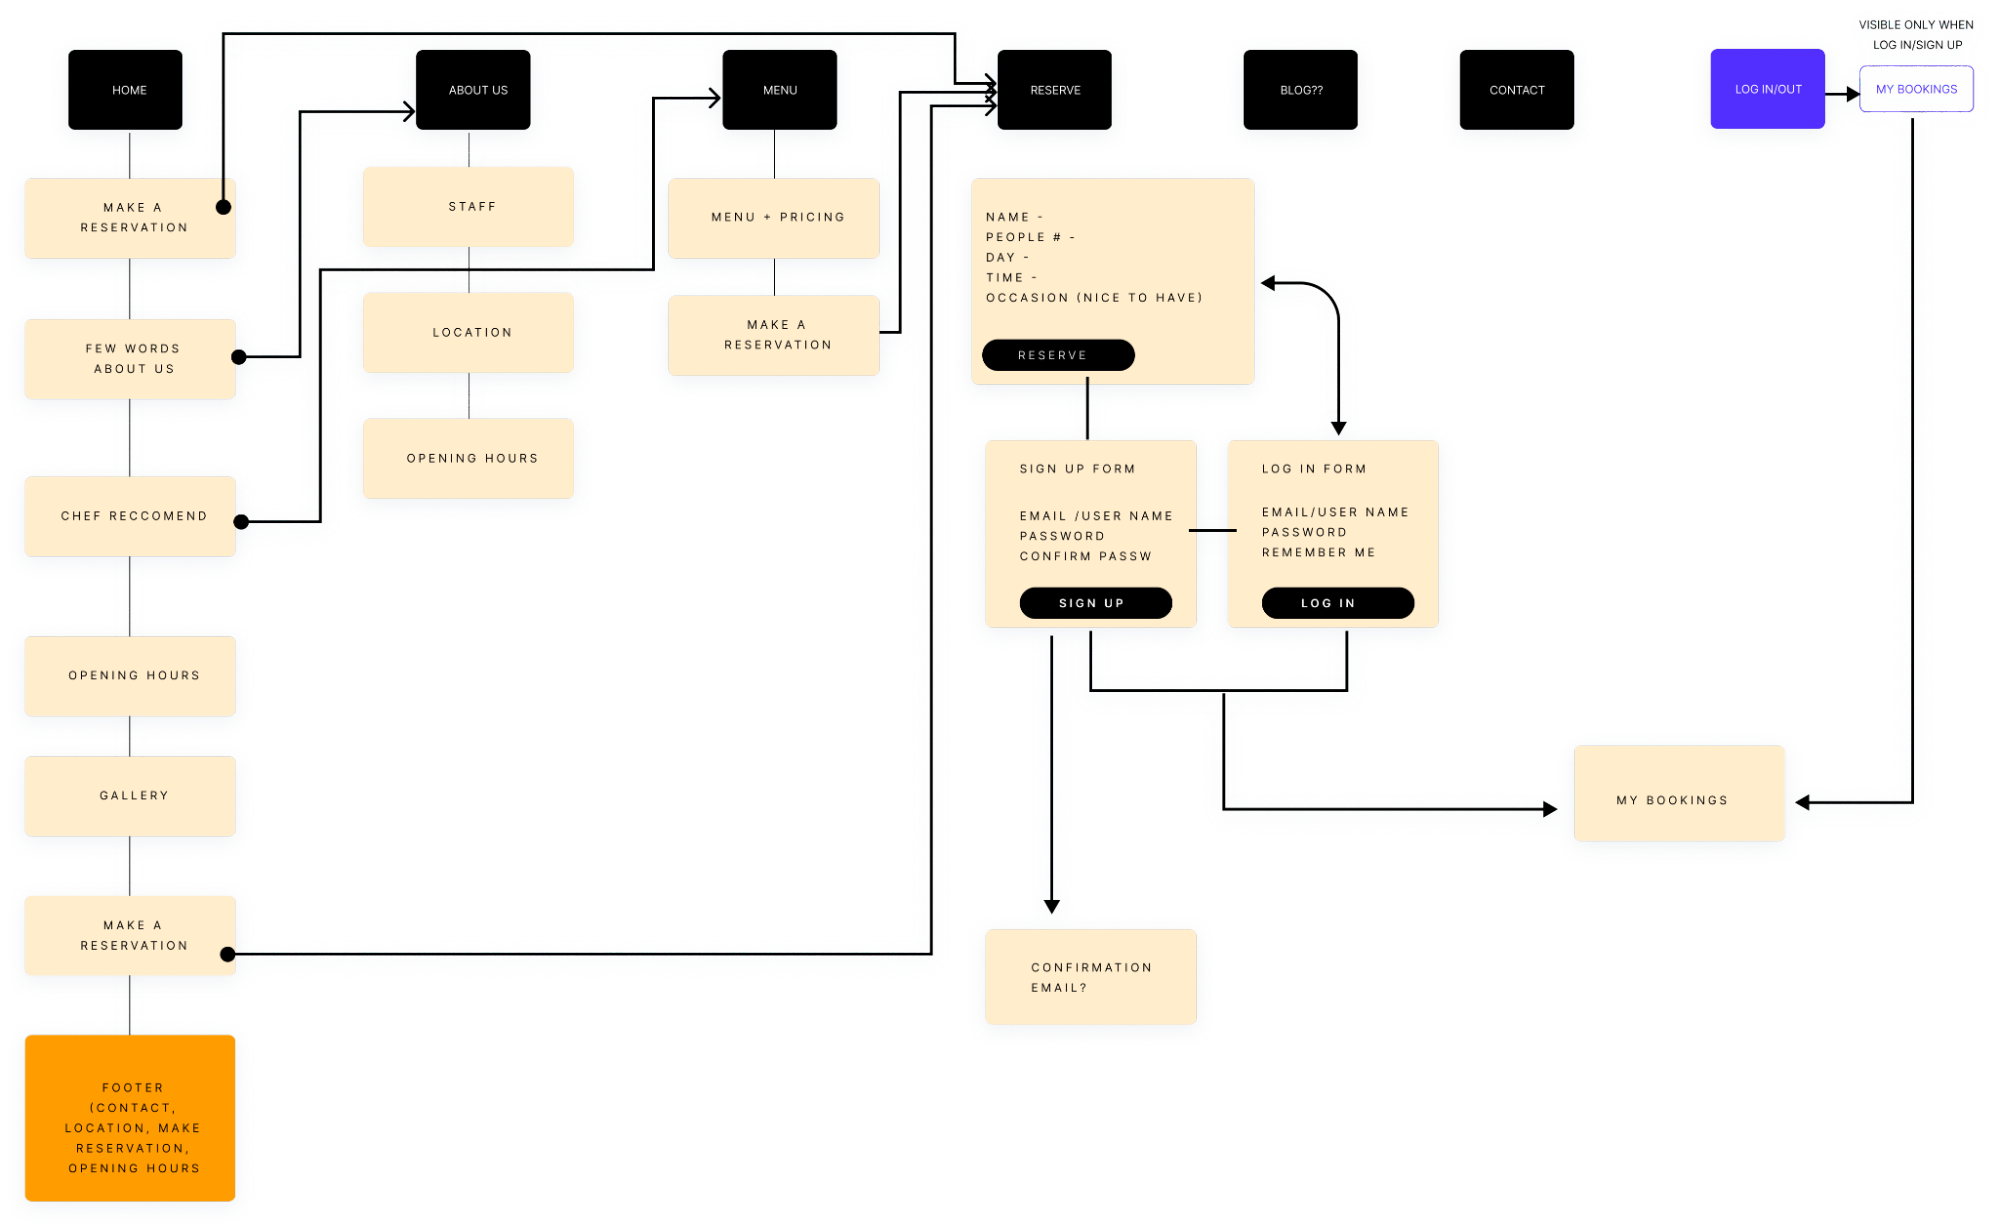 VISIBLE ONLY WHEN
LOG IN/SIGN UP
HOME
ABOUT US
MENU
RESERVE
BLOG??
CONTACT
LOG IN/OUT
MY BOOKINGS
MAKE A
RESERVATION
FEW WORDS
ABOUT US
CHEF RECCOMEND
OPENING HOURS
GALLERY
MAKE A
RESERVATION
FOOTER
(CONTACT,
LOCATION, MAKE
RESERVATION,
OPENING HOURS
STAFF
LOCATION
OPENING HOURS
MENU + PRICING
MAKE A
RESERVATION
NAME -
PEOPLE # -
DAY -
TIME -
OCCASION (NICE TO HAVE)
RESERVE
SIGN UP FORM
EMAIL /USER NAME
PASSWORD
CONFIRM PASSW
SIGN UP
LOG IN FORM
EMAIL/USER NAME
PASSWORD
REMEMBER ME
LOG IN
MY BOOKINGS
CONFIRMATION
EMAIL?